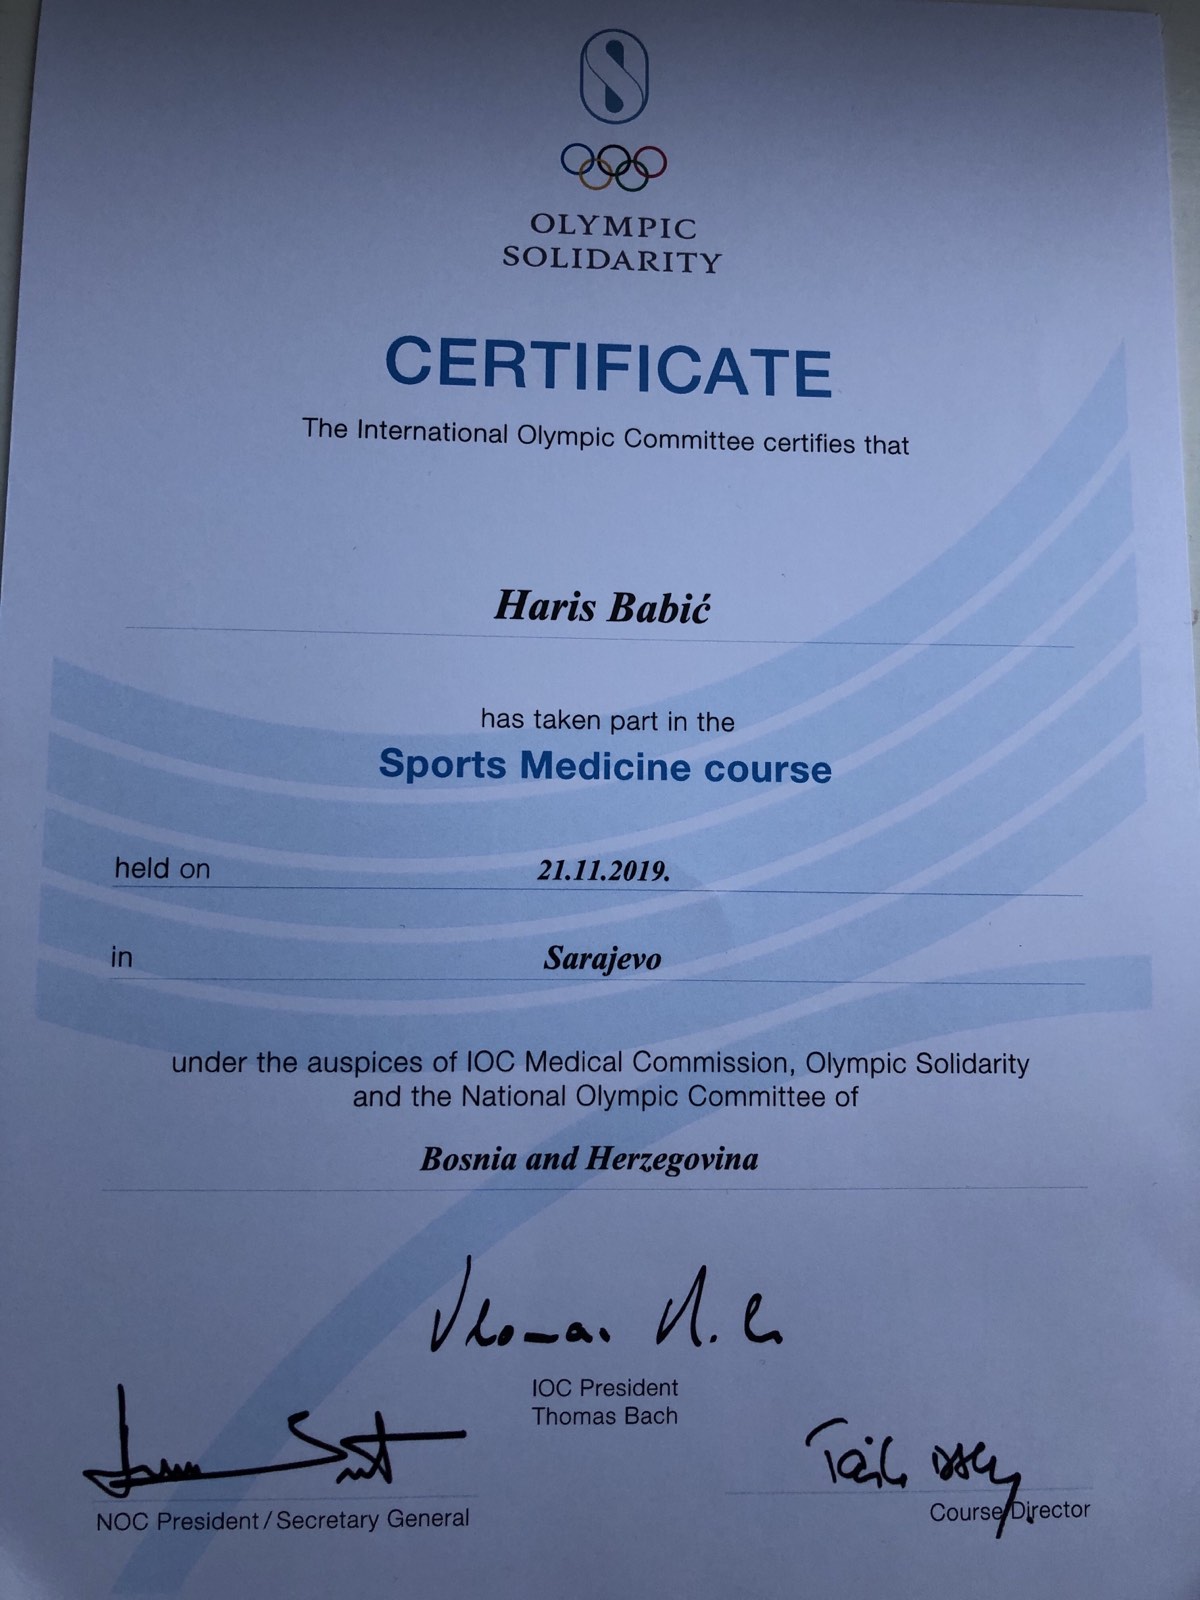 OLYMPIC
SOLIDARITY
CERTIFICATE
The International Olympic Committee certifies that
Haris Babić
has taken part in the
Sports Medicine course
held on 21.11.2019.
in Sarajevo
under the auspices of IOC Medical Commission, Olympic Solidarity
and the National Olympic Committee of
Bosnia and Herzegovina
IOC President
Thomas Bach
NOC President / Secretary General
Course Director